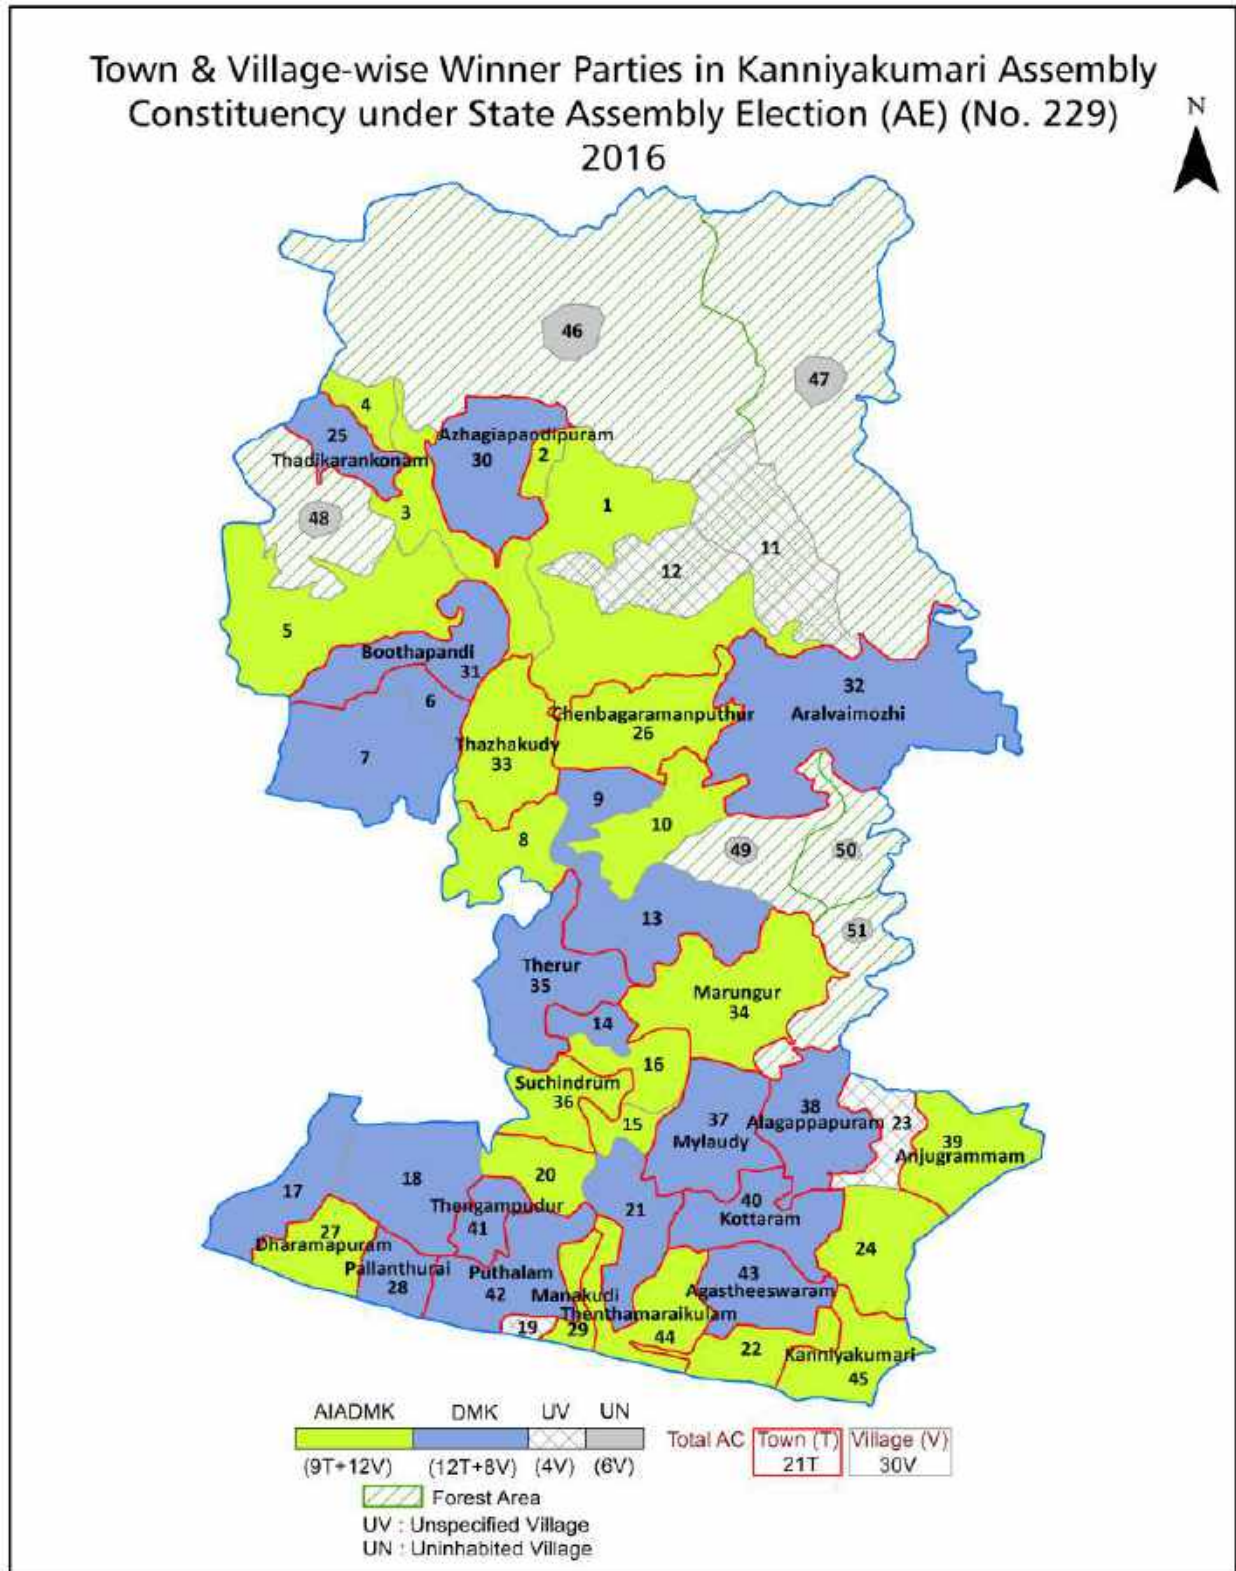 Town & Village-wise Winner Parties in Kanniyakumari Assembly
Constituency under State Assembly Election (AE) (No. 229)
2016
N
46
47
4
25
Thadikarankonam
Azhagiapandipuram
30
2
1
48
3
11
12
5
Boothapandi
31
6
7
32
Aralvaimozhi
Chenbagaramanputhur
26
Thazhakudy
33
9
10
8
49
50
51
13
Therur
35
Marungur
34
14
16
Suchindrum
36
15
37
Mylaudy
38
Alagappapuram
23
39
Anjugrammam
17
18
20
Thengampudur
41
21
40
Kottaram
24
27
Dharamapuram
Pallanthurai
28
Puthalam
42
Manakudi
43
Agastheeswaram
Thenthamaraikulam
19
29
44
22
Kanniyakumari
45
AIADMK DMK UV UN
(9T+12V) (12T+8V) (4V) (6V)
Total AC Town (T) Village (V)
21T 30V
Forest Area
UV : Unspecified Village
UN : Uninhabited Village